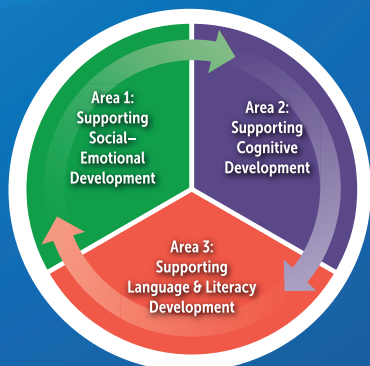 Area 1:
Supporting
Social–
Emotional
Development
Area 2:
Supporting
Cognitive
Development
Area 3:
Supporting
Language & Literacy
Development